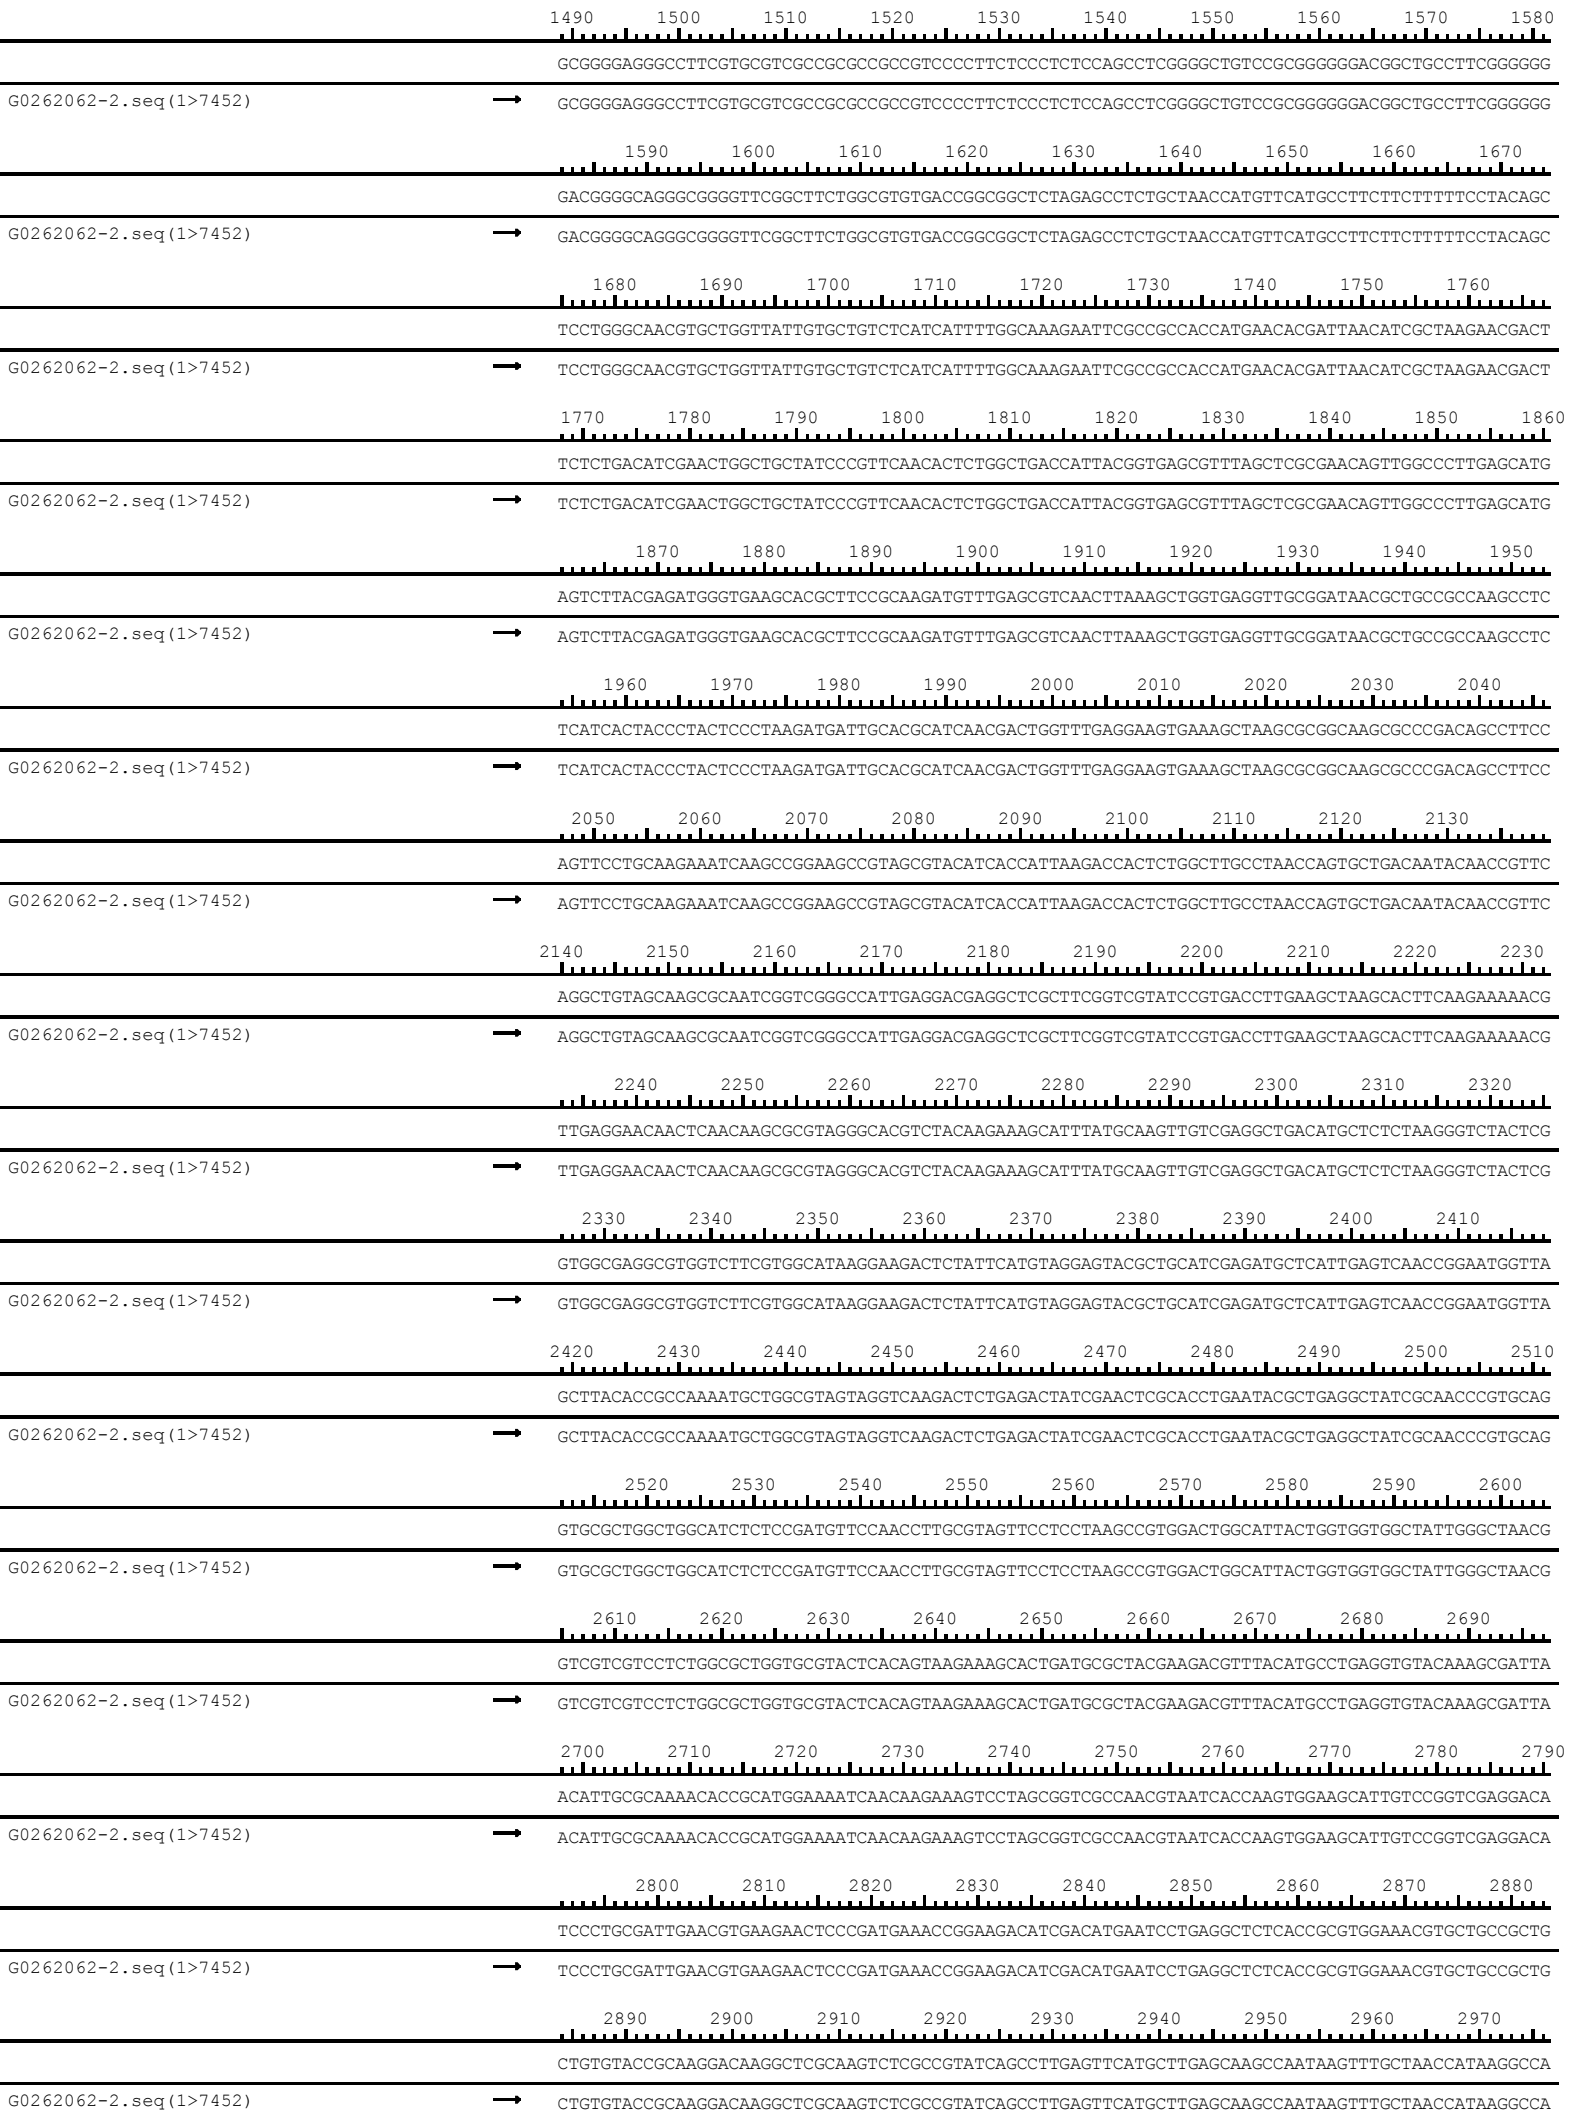 1490 1500 1510 1520 1530 1540 1550 1560 1570 1580
GCGGGGAGGGCCTTCGTGCGTCGCCGCGCCGCCGTCCCCTTCTCCCTCTCCAGCCTCGGGGCTGTCCGCGGGGGGACGGCTGCCTTCGGGGGG
G0262062-2.seq(1>7452) → GCGGGGAGGGCCTTCGTGCGTCGCCGCGCCGCCGTCCCCTTCTCCCTCTCCAGCCTCGGGGCTGTCCGCGGGGGGACGGCTGCCTTCGGGGGG
1590 1600 1610 1620 1630 1640 1650 1660 1670
GACGGGGCAGGGCGGGGTTCGGCTTCTGGCGTGTGACCGGCGGCTCTAGAGCCTCTGCTAACCATGTTCATGCCTTCTTCTTTTTCCTACAGC
G0262062-2.seq(1>7452) → GACGGGGCAGGGCGGGGTTCGGCTTCTGGCGTGTGACCGGCGGCTCTAGAGCCTCTGCTAACCATGTTCATGCCTTCTTCTTTTTCCTACAGC
1680 1690 1700 1710 1720 1730 1740 1750 1760
TCCTGGGCAACGTGCTGGTTATTGTGCTGTCTCATCATTTTGGCAAAGAATTCGCCGCCACCATGAACACGATTAACATCGCTAAGAACGACT
G0262062-2.seq(1>7452) → TCCTGGGCAACGTGCTGGTTATTGTGCTGTCTCATCATTTTGGCAAAGAATTCGCCGCCACCATGAACACGATTAACATCGCTAAGAACGACT
1770 1780 1790 1800 1810 1820 1830 1840 1850 1860
TCTCTGACATCGAACTGGCTGCTATCCCGTTCAACACTCTGGCTGACCATTACGGTGAGCGTTTAGCTCGCGAACAGTTGGCCCTTGAGCATG
G0262062-2.seq(1>7452) → TCTCTGACATCGAACTGGCTGCTATCCCGTTCAACACTCTGGCTGACCATTACGGTGAGCGTTTAGCTCGCGAACAGTTGGCCCTTGAGCATG
1870 1880 1890 1900 1910 1920 1930 1940 1950
AGTCTTACGAGATGGGTGAAGCACGCTTCCGCAAGATGTTTGAGCGTCAACTTAAAGCTGGTGAGGTTGCGGATAACGCTGCCGCCAAGCCTC
G0262062-2.seq(1>7452) → AGTCTTACGAGATGGGTGAAGCACGCTTCCGCAAGATGTTTGAGCGTCAACTTAAAGCTGGTGAGGTTGCGGATAACGCTGCCGCCAAGCCTC
1960 1970 1980 1990 2000 2010 2020 2030 2040
TCATCACTACCCTACTCCCTAAGATGATTGCACGCATCAACGACTGGTTTGAGGAAGTGAAAGCTAAGCGCGGCAAGCGCCCGACAGCCTTCC
G0262062-2.seq(1>7452) → TCATCACTACCCTACTCCCTAAGATGATTGCACGCATCAACGACTGGTTTGAGGAAGTGAAAGCTAAGCGCGGCAAGCGCCCGACAGCCTTCC
2050 2060 2070 2080 2090 2100 2110 2120 2130
AGTTCCTGCAAGAAATCAAGCCGGAAGCCGTAGCGTACATCACCATTAAGACCACTCTGGCTTGCCTAACCAGTGCTGACAATACAACCGTTC
G0262062-2.seq(1>7452) → AGTTCCTGCAAGAAATCAAGCCGGAAGCCGTAGCGTACATCACCATTAAGACCACTCTGGCTTGCCTAACCAGTGCTGACAATACAACCGTTC
2140 2150 2160 2170 2180 2190 2200 2210 2220 2230
AGGCTGTAGCAAGCGCAATCGGTCGGGCCATTGAGGACGAGGCTCGCTTCGGTCGTATCCGTGACCTTGAAGCTAAGCACTTCAAGAAAAACG
G0262062-2.seq(1>7452) → AGGCTGTAGCAAGCGCAATCGGTCGGGCCATTGAGGACGAGGCTCGCTTCGGTCGTATCCGTGACCTTGAAGCTAAGCACTTCAAGAAAAACG
2240 2250 2260 2270 2280 2290 2300 2310 2320
TTGAGGAACAACTCAACAAGCGCGTAGGGCACGTCTACAAGAAAGCATTTATGCAAGTTGTCGAGGCTGACATGCTCTCTAAGGGTCTACTCG
G0262062-2.seq(1>7452) → TTGAGGAACAACTCAACAAGCGCGTAGGGCACGTCTACAAGAAAGCATTTATGCAAGTTGTCGAGGCTGACATGCTCTCTAAGGGTCTACTCG
2330 2340 2350 2360 2370 2380 2390 2400 2410
GTGGCGAGGCGTGGTCTTCGTGGCATAAGGAAGACTCTATTCATGTAGGAGTACGCTGCATCGAGATGCTCATTGAGTCAACCGGAATGGTTA
G0262062-2.seq(1>7452) → GTGGCGAGGCGTGGTCTTCGTGGCATAAGGAAGACTCTATTCATGTAGGAGTACGCTGCATCGAGATGCTCATTGAGTCAACCGGAATGGTTA
2420 2430 2440 2450 2460 2470 2480 2490 2500 2510
GCTTACACCGCCAAAATGCTGGCGTAGTAGGTCAAGACTCTGAGACTATCGAACTCGCACCTGAATACGCTGAGGCTATCGCAACCCGTGCAG
G0262062-2.seq(1>7452) → GCTTACACCGCCAAAATGCTGGCGTAGTAGGTCAAGACTCTGAGACTATCGAACTCGCACCTGAATACGCTGAGGCTATCGCAACCCGTGCAG
2520 2530 2540 2550 2560 2570 2580 2590 2600
GTGCGCTGGCTGGCATCTCTCCGATGTTCCAACCTTGCGTAGTTCCTCCTAAGCCGTGGACTGGCATTACTGGTGGTGGCTATTGGGCTAACG
G0262062-2.seq(1>7452) → GTGCGCTGGCTGGCATCTCTCCGATGTTCCAACCTTGCGTAGTTCCTCCTAAGCCGTGGACTGGCATTACTGGTGGTGGCTATTGGGCTAACG
2610 2620 2630 2640 2650 2660 2670 2680 2690
GTCGTCGTCCTCTGGCGCTGGTGCGTACTCACAGTAAGAAAGCACTGATGCGCTACGAAGACGTTTACATGCCTGAGGTGTACAAAGCGATTA
G0262062-2.seq(1>7452) → GTCGTCGTCCTCTGGCGCTGGTGCGTACTCACAGTAAGAAAGCACTGATGCGCTACGAAGACGTTTACATGCCTGAGGTGTACAAAGCGATTA
2700 2710 2720 2730 2740 2750 2760 2770 2780 2790
ACATTGCGCAAAACACCGCATGGAAAATCAACAAGAAAGTCCTAGCGGTCGCCAACGTAATCACCAAGTGGAAGCATTGTCCGGTCGAGGACA
G0262062-2.seq(1>7452) → ACATTGCGCAAAACACCGCATGGAAAATCAACAAGAAAGTCCTAGCGGTCGCCAACGTAATCACCAAGTGGAAGCATTGTCCGGTCGAGGACA
2800 2810 2820 2830 2840 2850 2860 2870 2880
TCCCTGCGATTGAACGTGAAGAACTCCCGATGAAACCGGAAGACATCGACATGAATCCTGAGGCTCTCACCGCGTGGAAACGTGCTGCCGCTG
G0262062-2.seq(1>7452) → TCCCTGCGATTGAACGTGAAGAACTCCCGATGAAACCGGAAGACATCGACATGAATCCTGAGGCTCTCACCGCGTGGAAACGTGCTGCCGCTG
2890 2900 2910 2920 2930 2940 2950 2960 2970
CTGTGTACCGCAAGGACAAGGCTCGCAAGTCTCGCCGTATCAGCCTTGAGTTCATGCTTGAGCAAGCCAATAAGTTTGCTAACCATAAGGCCA
G0262062-2.seq(1>7452) → CTGTGTACCGCAAGGACAAGGCTCGCAAGTCTCGCCGTATCAGCCTTGAGTTCATGCTTGAGCAAGCCAATAAGTTTGCTAACCATAAGGCCA